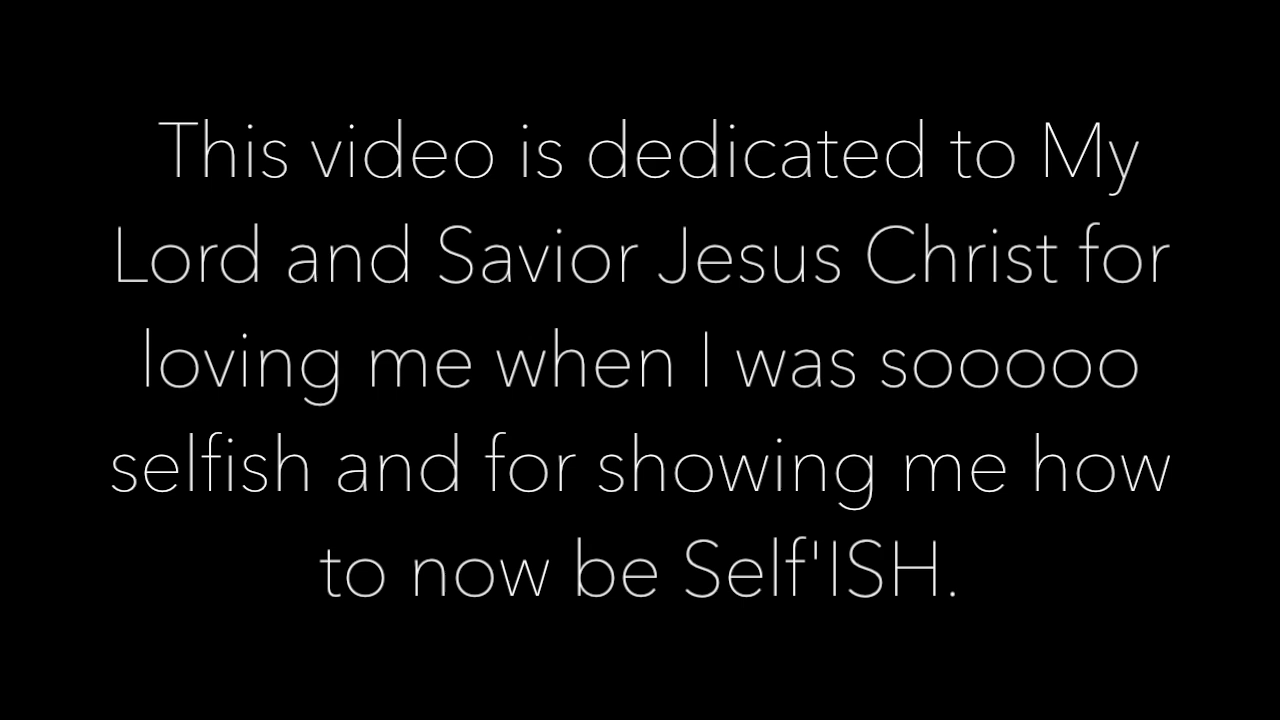 This video is dedicated to My
Lord and Savior Jesus Christ for
loving me when I was sooooo
selfish and for showing me how
to now be Self'ISH.